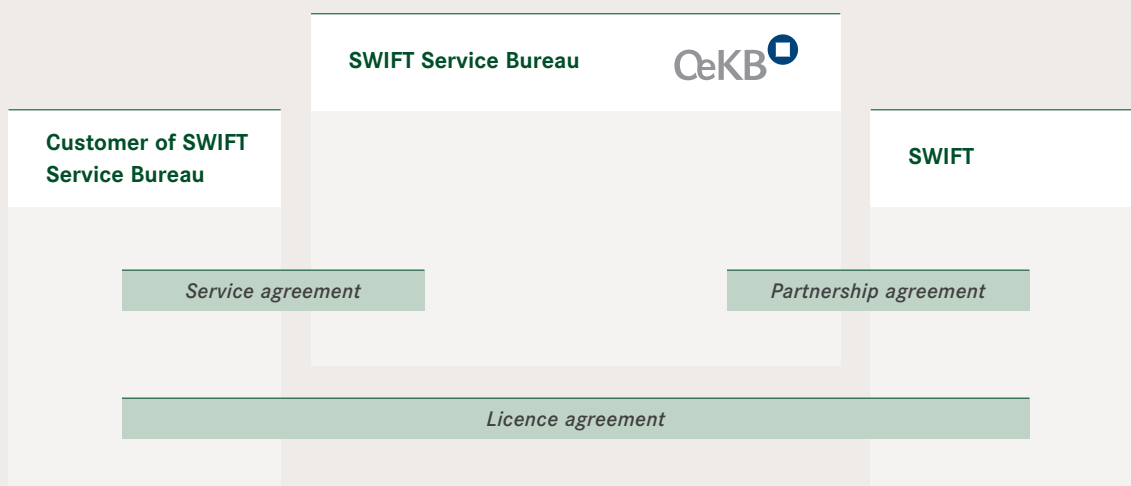 SWIFT Service Bureau
OeKB
Customer of SWIFT
Service Bureau
SWIFT
Service agreement
Partnership agreement
Licence agreement